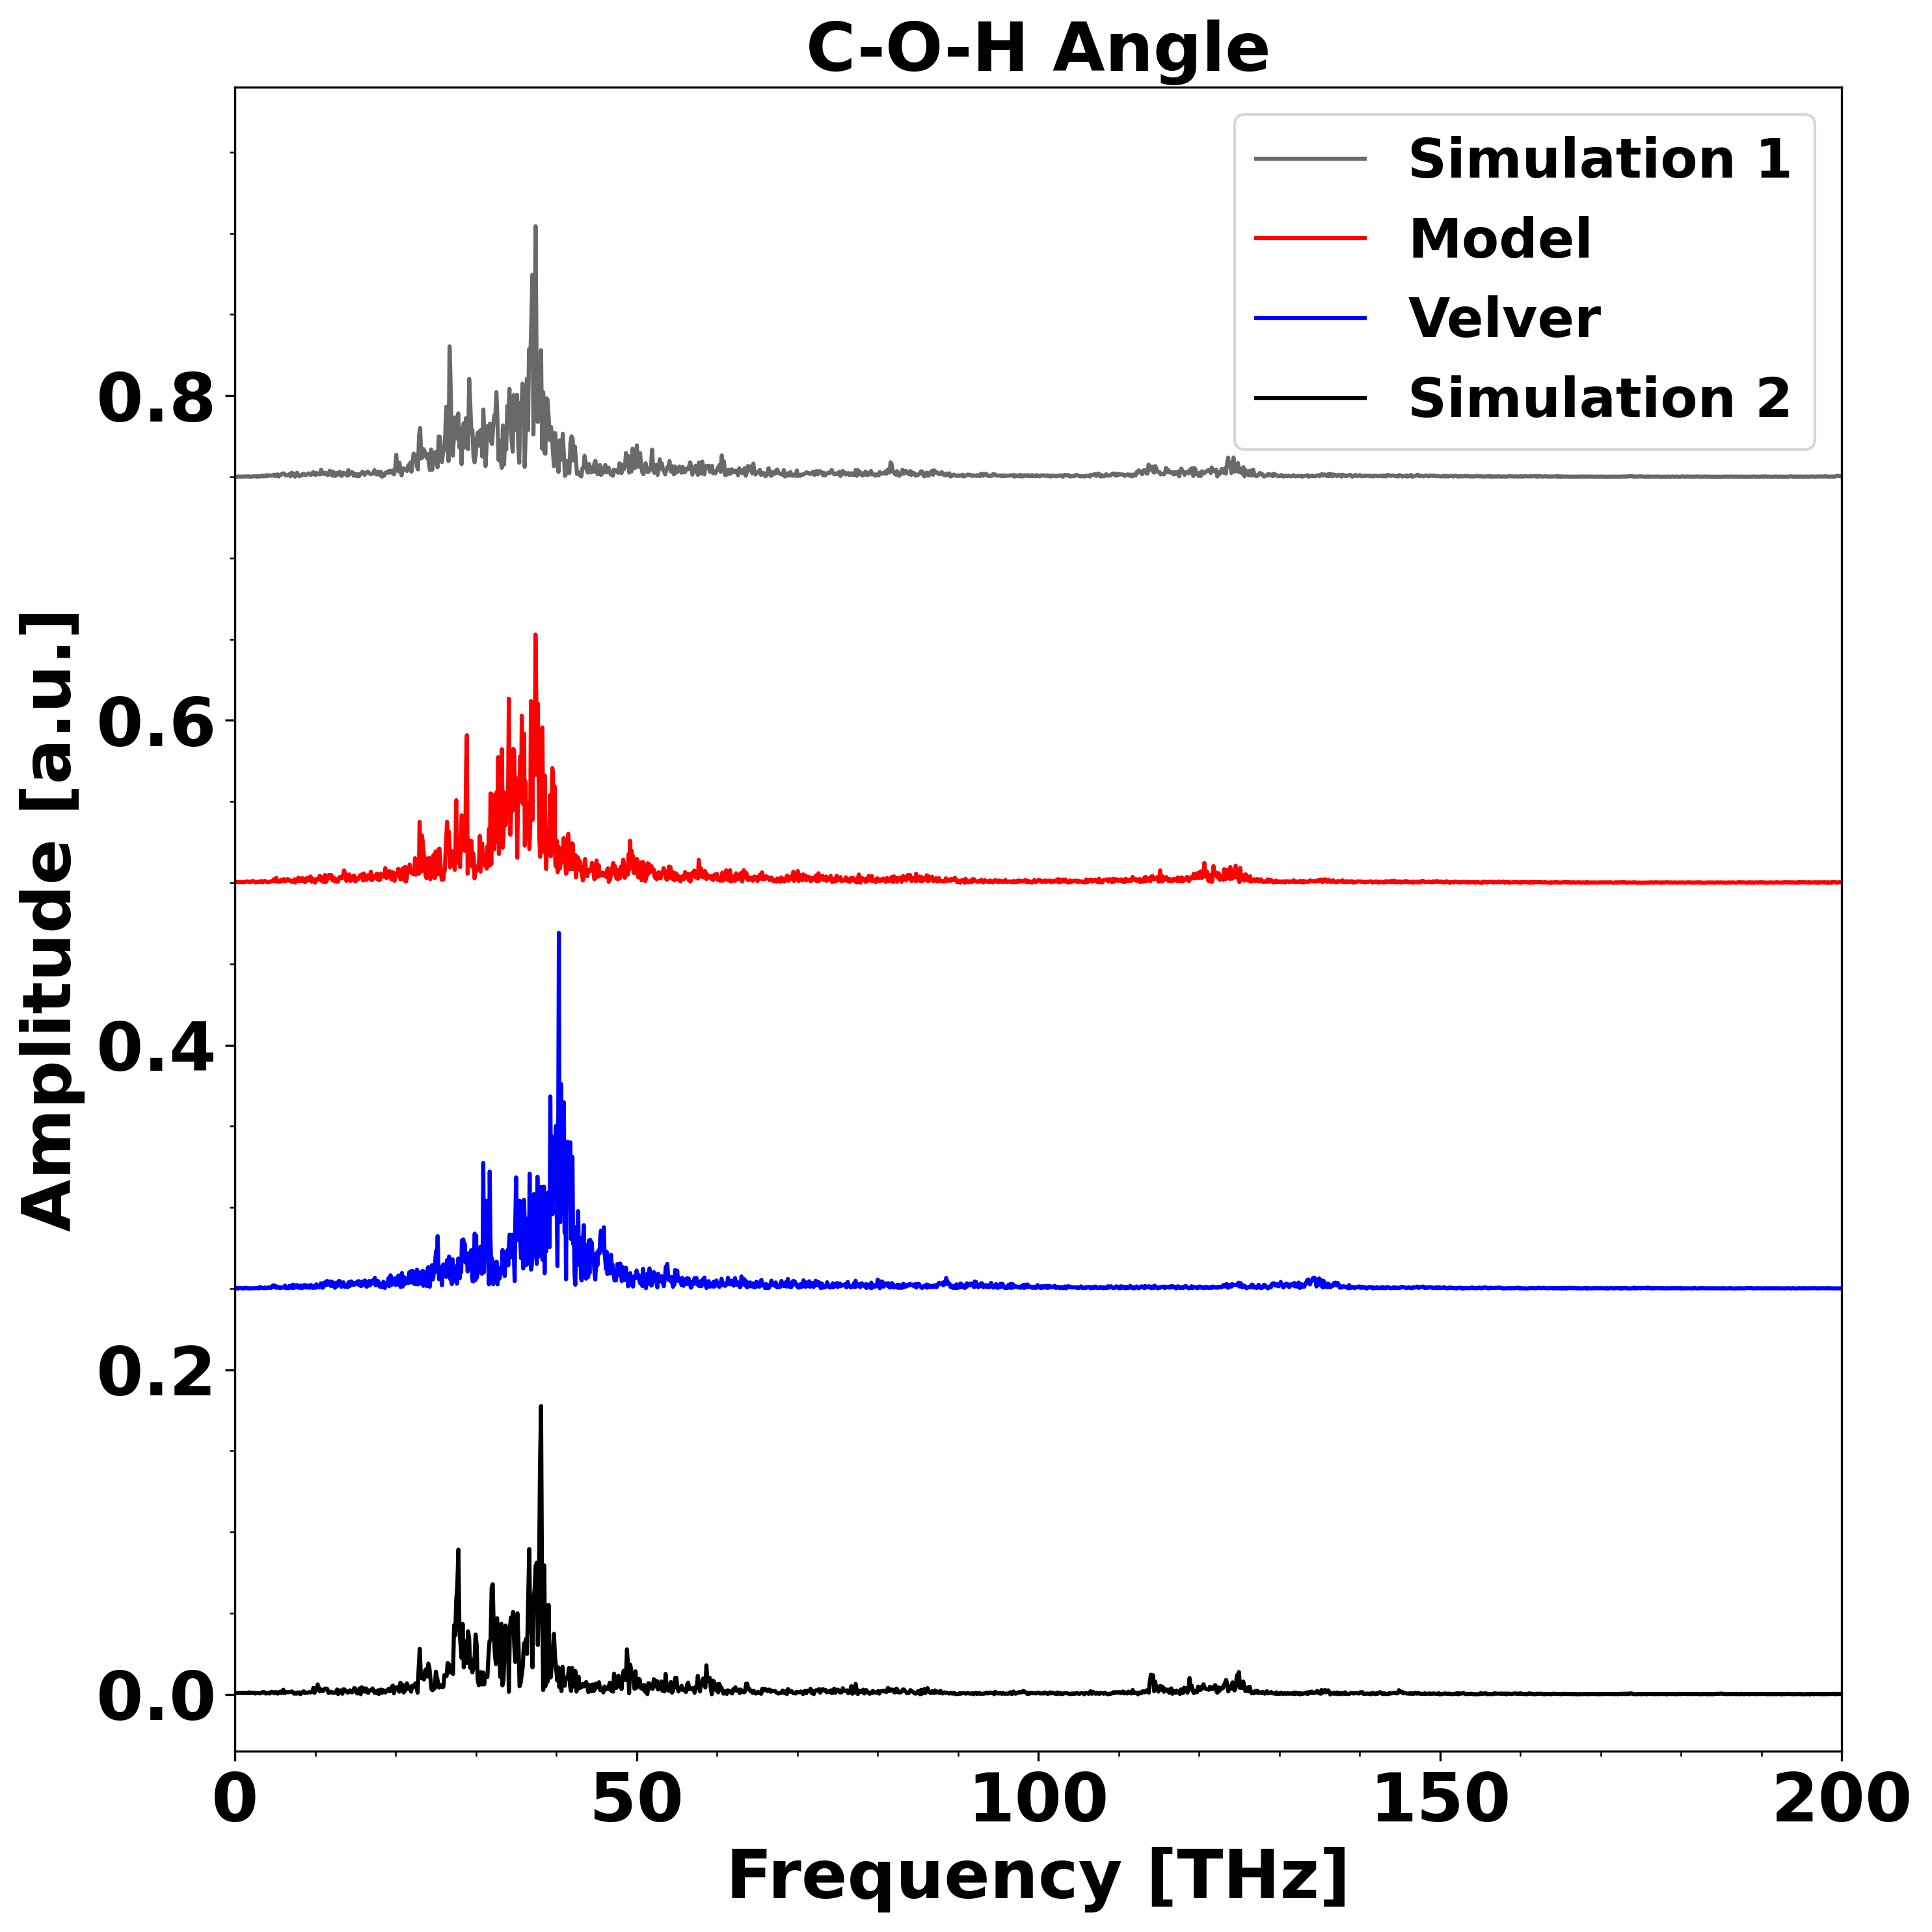 C-O-H Angle
Simulation 1
Model
Velver
Simulation 2
Amplitude [a.u.]
0.8
0.6
0.4
0.2
0.0
0 50 100 150 200
Frequency [THz]